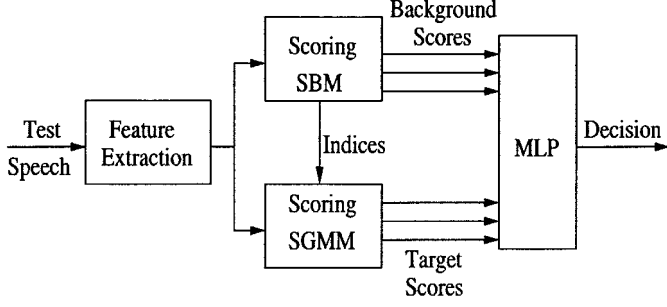 Background
Scores
Scoring
SBM
Test
Speech
Feature
Extraction
Indices
MLP
Decision
Scoring
SGMM
Target
Scores